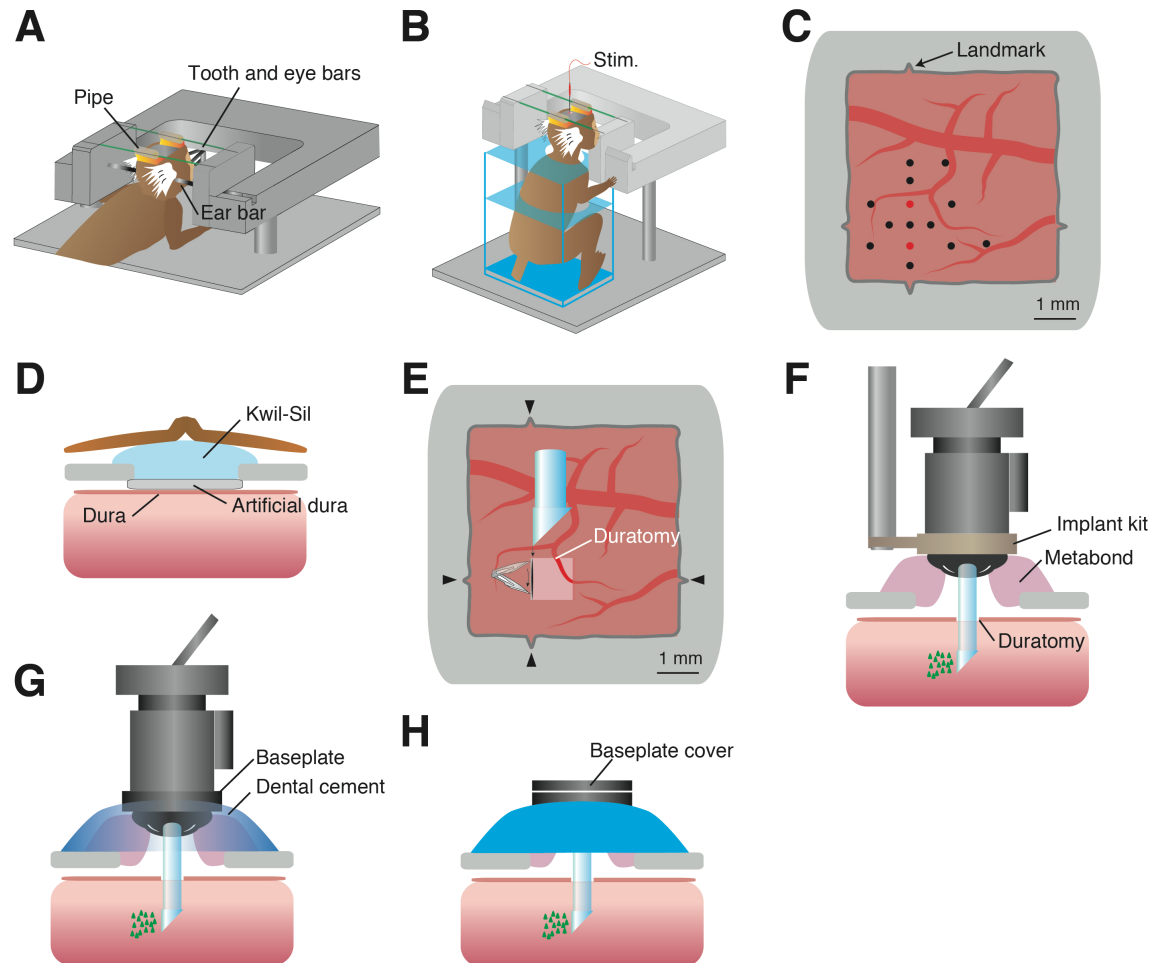 A
Tooth and eye bars
Pipe
Ear bar
B
Stim.
C
Landmark
1 mm
D
Kwil-Sil
Artificial dura
Dura
E
Duratomy
1 mm
F
Implant kit
Metabond
Duratomy
G
Baseplate
Dental cement
H
Baseplate cover